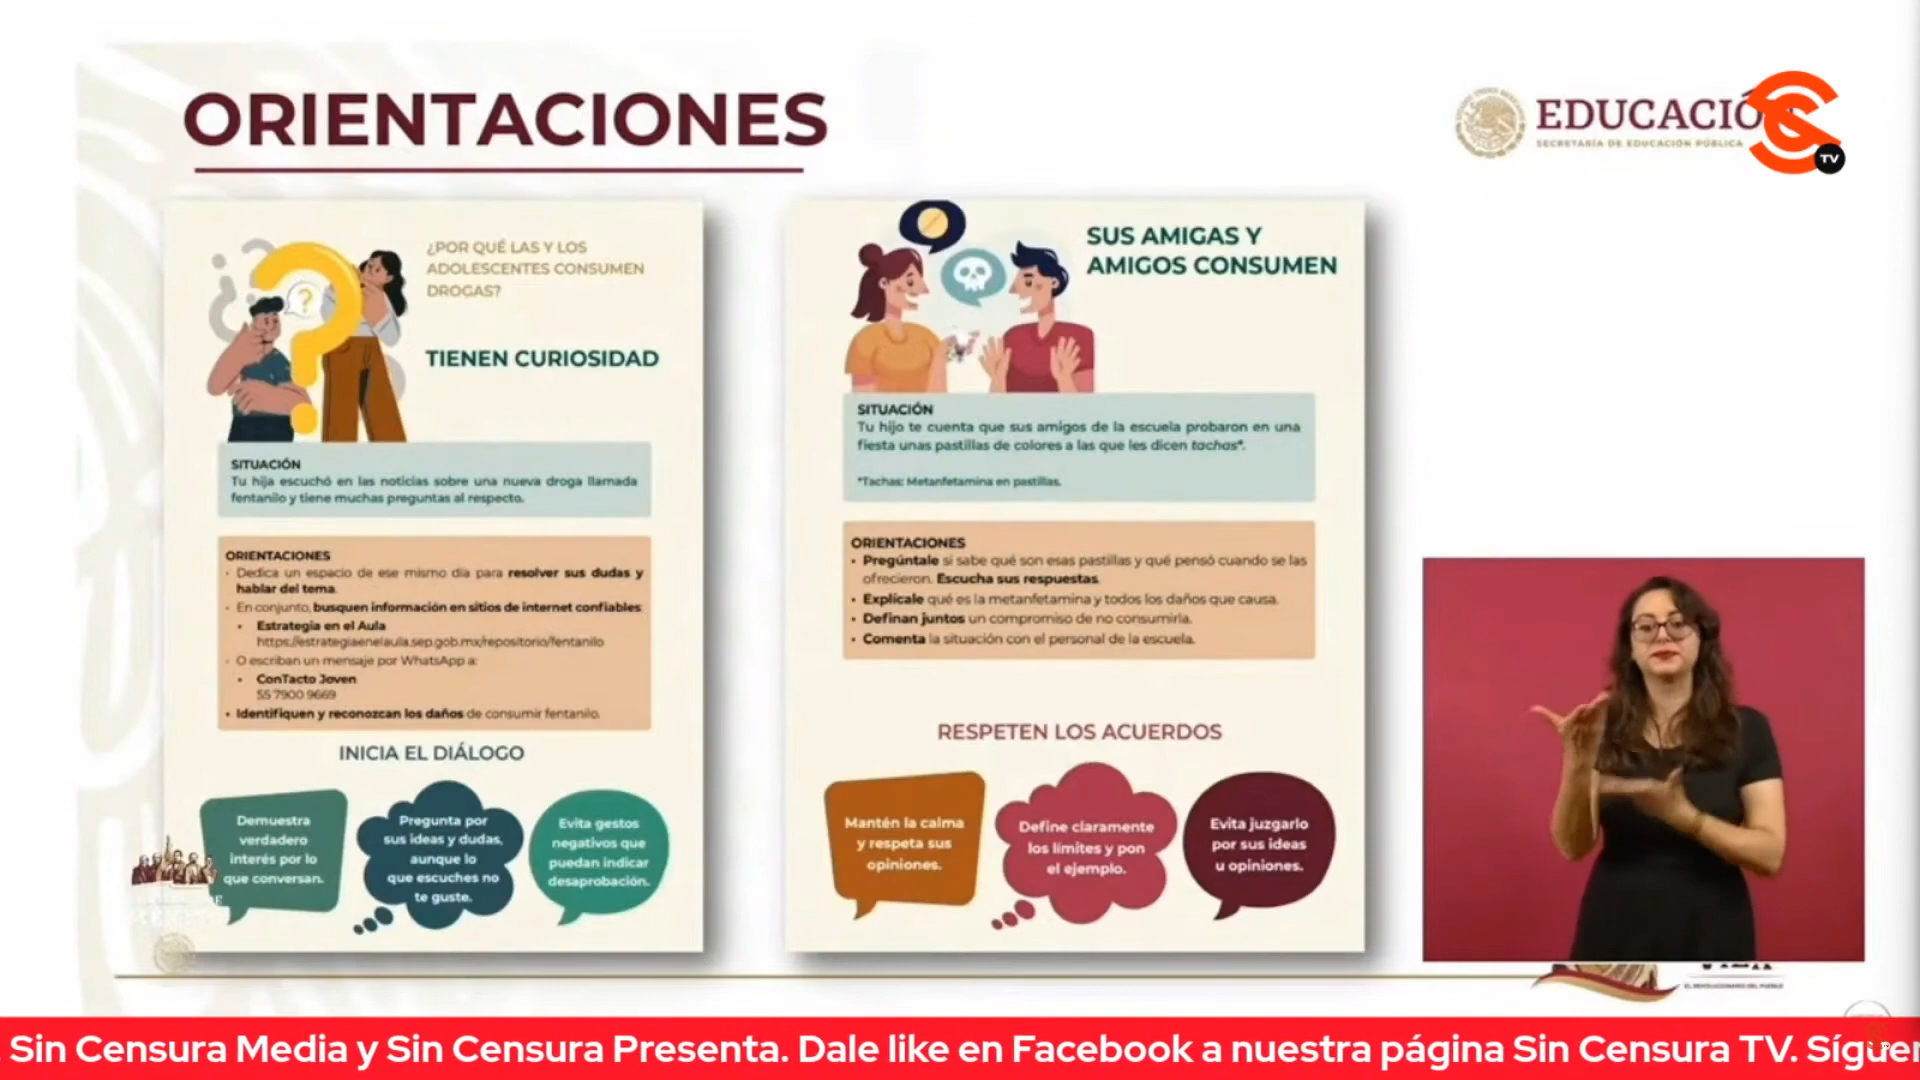 ORIENTACIONES
EDUCACIÓ
SECRETARÍA DE EDUCACIÓN PÚBLICA
TV
¿POR QUÉ LAS Y LOS
ADOLESCENTES CONSUMEN
DROGAS?
TIENEN CURIOSIDAD
SITUACIÓN
Tu hija escuchó en las noticias sobre una nueva droga llamada
fentanilo y tiene muchas preguntas al respecto.
ORIENTACIONES
• Dedica un espacio de ese mismo día para resolver sus dudas y
hablar del tema.
• En conjunto, busquen información en sitios de internet confiables:
• Estrategia en el Aula
https://estrategiaenelaula.sep.gob.mx/repositorio/fentanilo
• O escriban un mensaje por WhatsApp a:
• ConTacto Joven
55 7900 9669
• Identifiquen y reconozcan los daños de consumir fentanilo.
INICIA EL DIÁLOGO
Demuestra
verdadero
interés por lo
que conversan.
Pregunta por
sus ideas y dudas,
aunque lo
que escuches no
te guste.
Evita gestos
negativos que
puedan indicar
desaprobación.
SUS AMIGAS Y
AMIGOS CONSUMEN
SITUACIÓN
Tu hijo te cuenta que sus amigos de la escuela probaron en una
fiesta unas pastillas de colores a las que les dicen tachas*.
*Tachas: Metanfetamina en pastillas.
ORIENTACIONES
• Pregúntale si sabe qué son esas pastillas y qué pensó cuando se las
ofrecieron. Escucha sus respuestas.
• Explícale qué es la metanfetamina y todos los daños que causa.
• Definan juntos un compromiso de no consumirla.
• Comenta la situación con el personal de la escuela.
RESPETEN LOS ACUERDOS
Mantén la calma
y respeta sus
opiniones.
Define claramente
los límites y pon
el ejemplo.
Evita juzgarlo
por sus ideas
u opiniones.
EL REVOLUCIONARIO DEL PUEBLO
Sin Censura Media y Sin Censura Presenta. Dale like en Facebook a nuestra página Sin Censura TV. Síguen